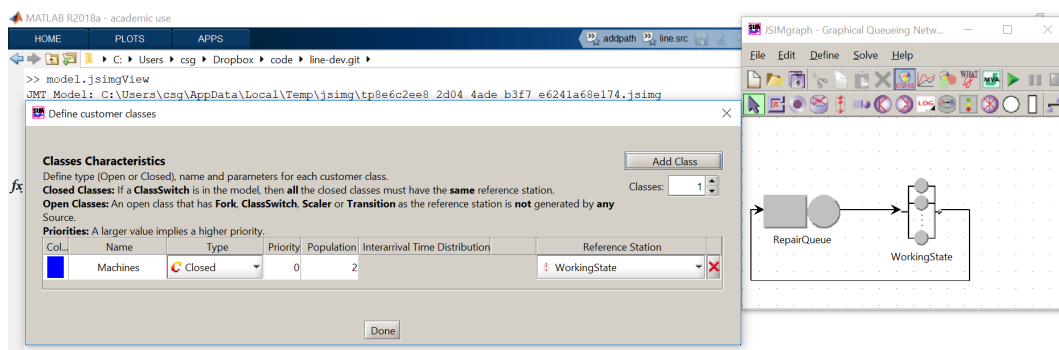 MATLAB R2018a - academic use
HOME PLOTS APPS addpath line.src
C: Users csg Dropbox code line-dev.git
>> model.jsimgView
JMT Model: C:\Users\csg\AppData\Local\Temp\jsimg\tp8e6c2ee8_2d04_4ade_b3f7_e6241a68e174.jsimg
fx
Define customer classes
Classes Characteristics
Add Class
Define type (Open or Closed), name and parameters for each customer class.
Closed Classes: If a ClassSwitch is in the model, then all the closed classes must have the same reference station.
Classes: 1
Open Classes: An open class that has Fork, ClassSwitch, Scaler or Transition as the reference station is not generated by any
Source.
Priorities: A larger value implies a higher priority.
Col... Name Type Priority Population Interarrival Time Distribution Reference Station
Machines Closed 0 2 WorkingState
Done
JSIMgraph - Graphical Queueing Netw...
File Edit Define Solve Help
WHAT IF MVA
LOG
RepairQueue
WorkingState